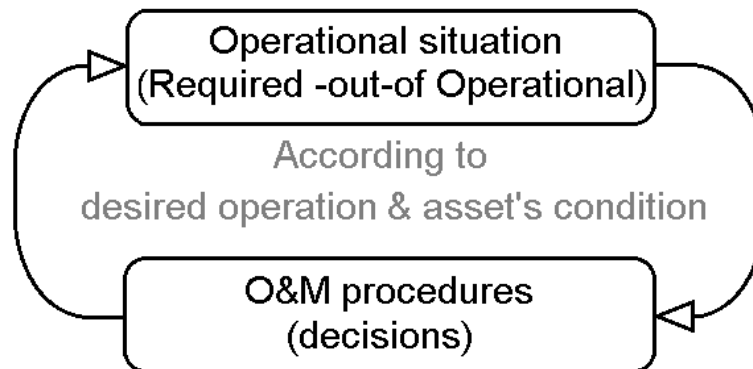 Operational situation
(Required -out-of Operational)
According to
desired operation & asset's condition
O&M procedures
(decisions)